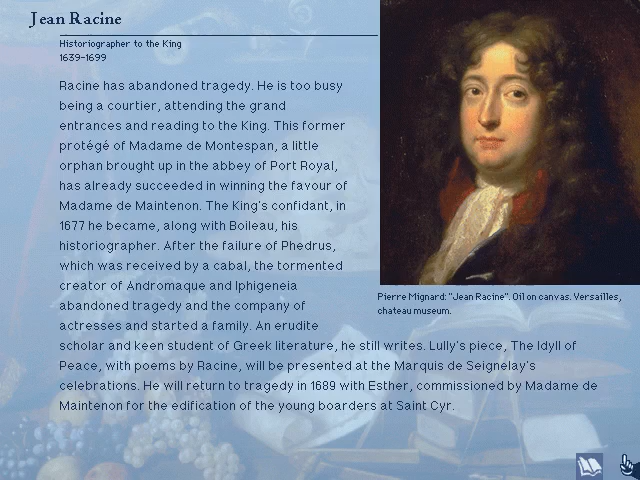 Jean Racine
Historiographer to the King
1639-1699
Racine has abandoned tragedy. He is too busy
being a courtier, attending the grand
entrances and reading to the King. This former
protégé of Madame de Montespan, a little
orphan brought up in the abbey of Port Royal,
has already succeeded in winning the favour of
Madame de Maintenon. The King's confidant, in
1677 he became, along with Boileau, his
historiographer. After the failure of Phedrus,
which was received by a cabal, the tormented
creator of Andromaque and Iphigeneia
abandoned tragedy and the company of
actresses and started a family. An erudite
scholar and keen student of Greek literature, he still writes. Lully's piece, The Idyll of
Peace, with poems by Racine, will be presented at the Marquis de Seignelay's
celebrations. He will return to tragedy in 1689 with Esther, commissioned by Madame de
Maintenon for the edification of the young boarders at Saint Cyr.
Pierre Mignard: "Jean Racine". Oil on canvas. Versailles,
chateau museum.